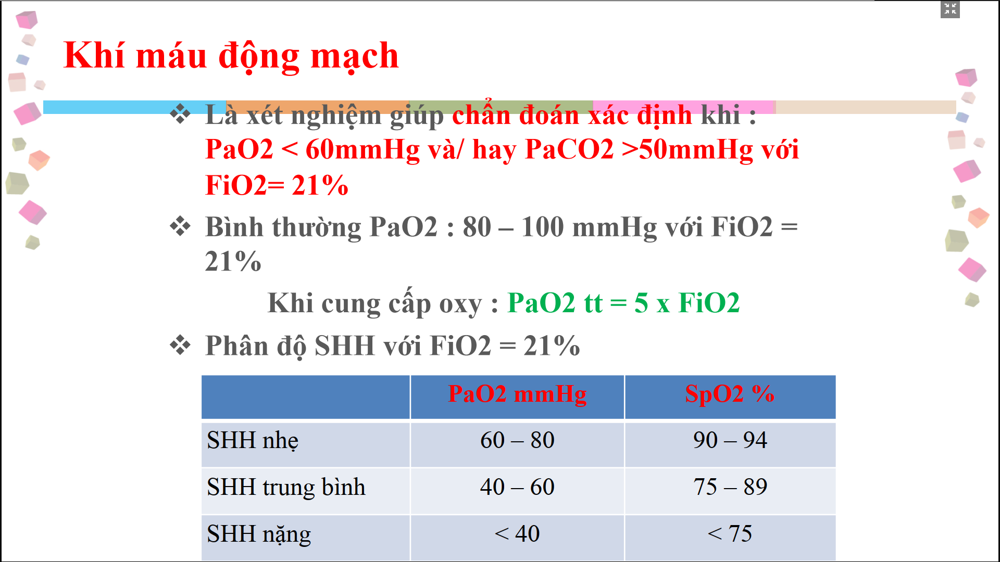 Khí máu động mạch
❖ Là xét nghiệm giúp chẩn đoán xác định khi :
PaO2 < 60mmHg và/ hay PaCO2 >50mmHg với
FiO2= 21%
❖ Bình thường PaO2 : 80 – 100 mmHg với FiO2 =
21%
Khi cung cấp oxy : PaO2 tt = 5 x FiO2
❖ Phân độ SHH với FiO2 = 21%
PaO2 mmHg SpO2 %
SHH nhẹ 60 – 80 90 – 94
SHH trung bình 40 – 60 75 – 89
SHH nặng < 40 < 75